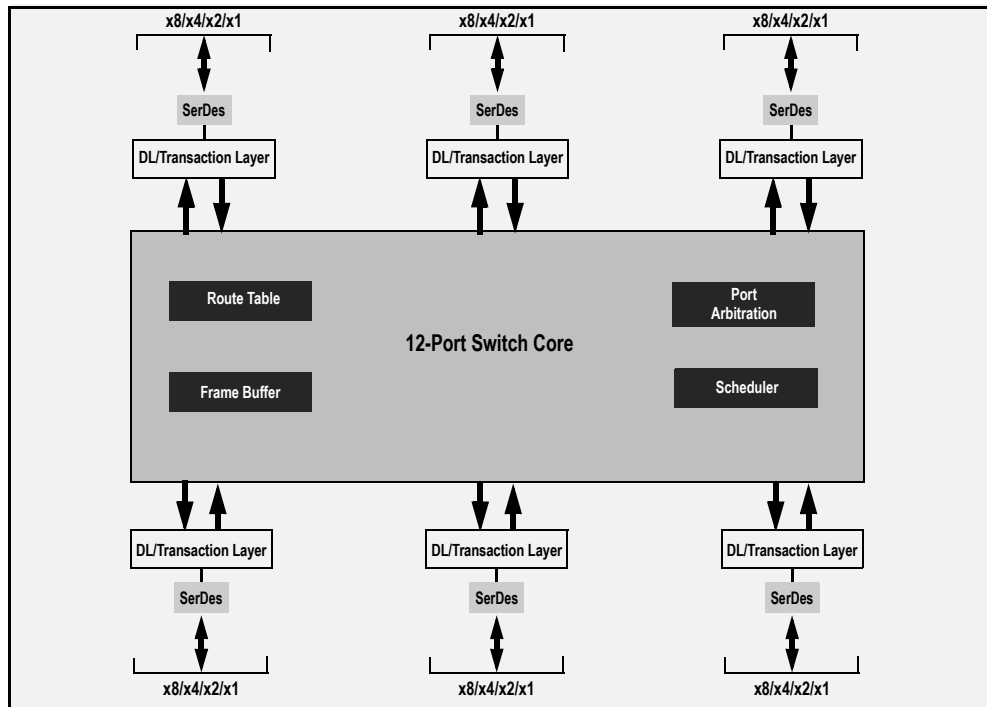 x8/x4/x2/x1 x8/x4/x2/x1 x8/x4/x2/x1
SerDes SerDes SerDes
DL/Transaction Layer DL/Transaction Layer DL/Transaction Layer
Route Table
Port
Arbitration
12-Port Switch Core
Frame Buffer
Scheduler
DL/Transaction Layer DL/Transaction Layer DL/Transaction Layer
SerDes SerDes SerDes
x8/x4/x2/x1 x8/x4/x2/x1 x8/x4/x2/x1